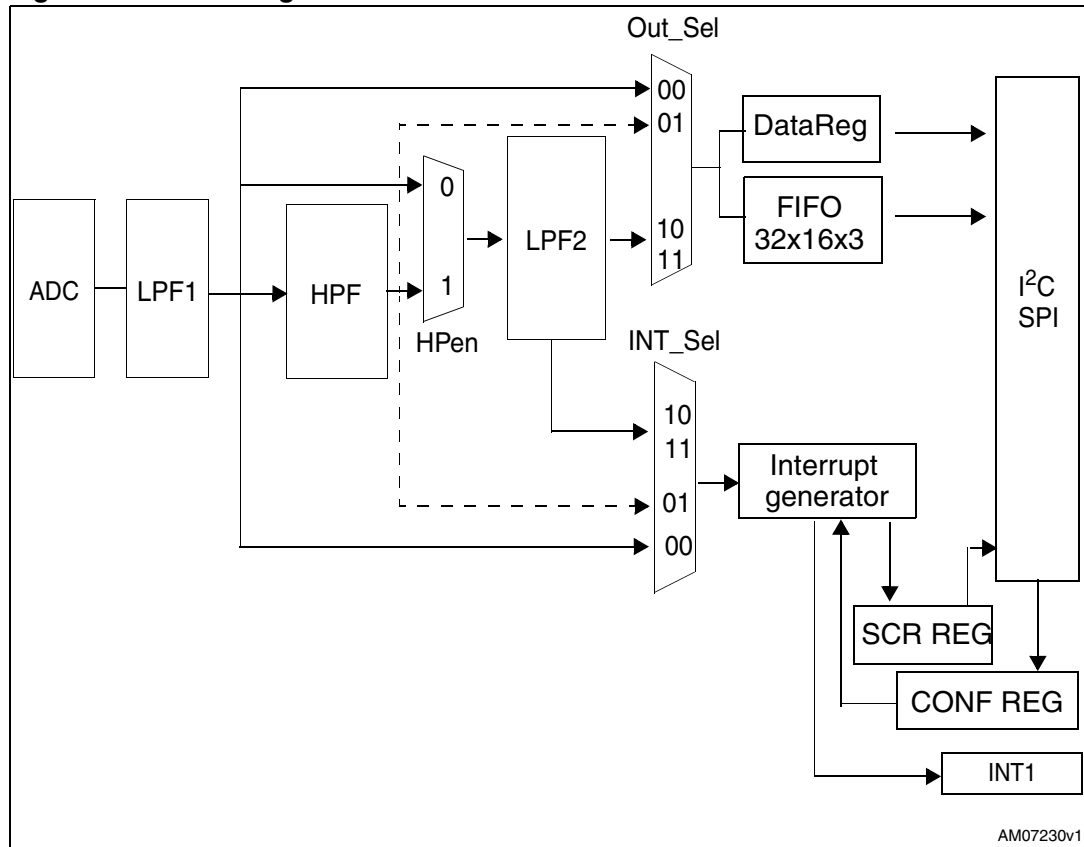 Out_Sel
00
01
10
11
DataReg
FIFO
32x16x3
I²C
SPI
ADC
LPF1
HPF
0
1
HPen
LPF2
INT_Sel
10
11
01
00
Interrupt
generator
SCR REG
CONF REG
INT1
AM07230v1